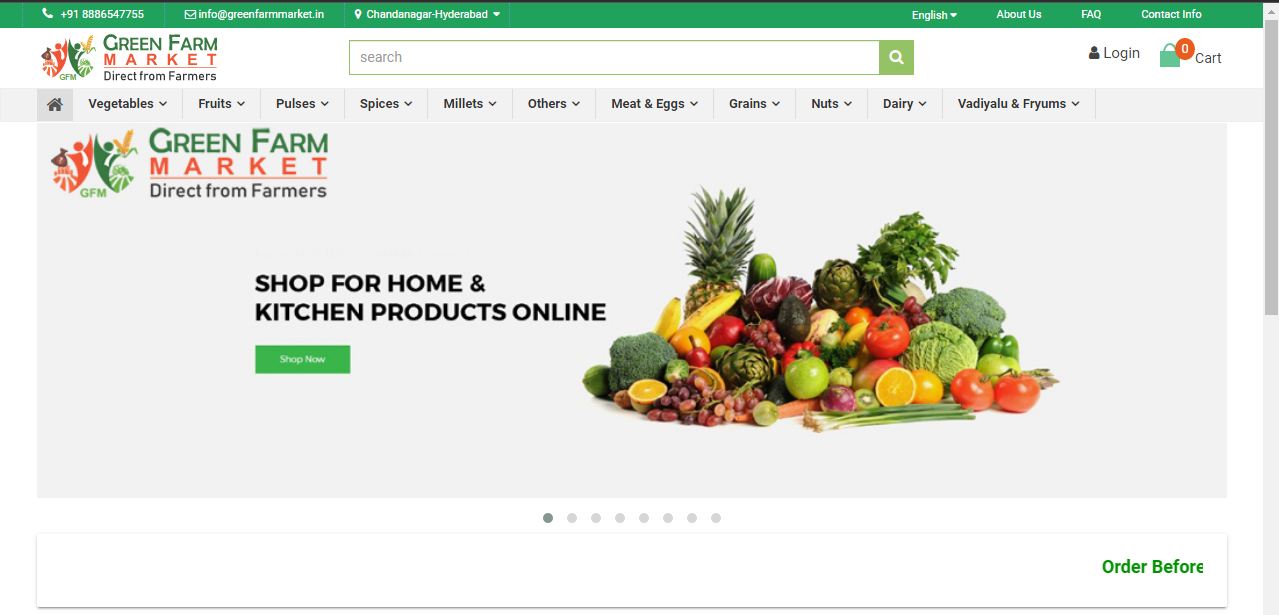 +91 8886547755 info@greenfarmmarket.in Chandanagar-Hyderabad English About Us FAQ Contact Info
GREEN FARM
MARKET
Direct from Farmers
GFM
search
Login
0
Cart
Vegetables Fruits Pulses Spices Millets Others Meat & Eggs Grains Nuts Dairy Vadiyalu & Fryums
GREEN FARM
MARKET
Direct from Farmers
GFM
SHOP FOR HOME &
KITCHEN PRODUCTS ONLINE
Shop Now
Order Before